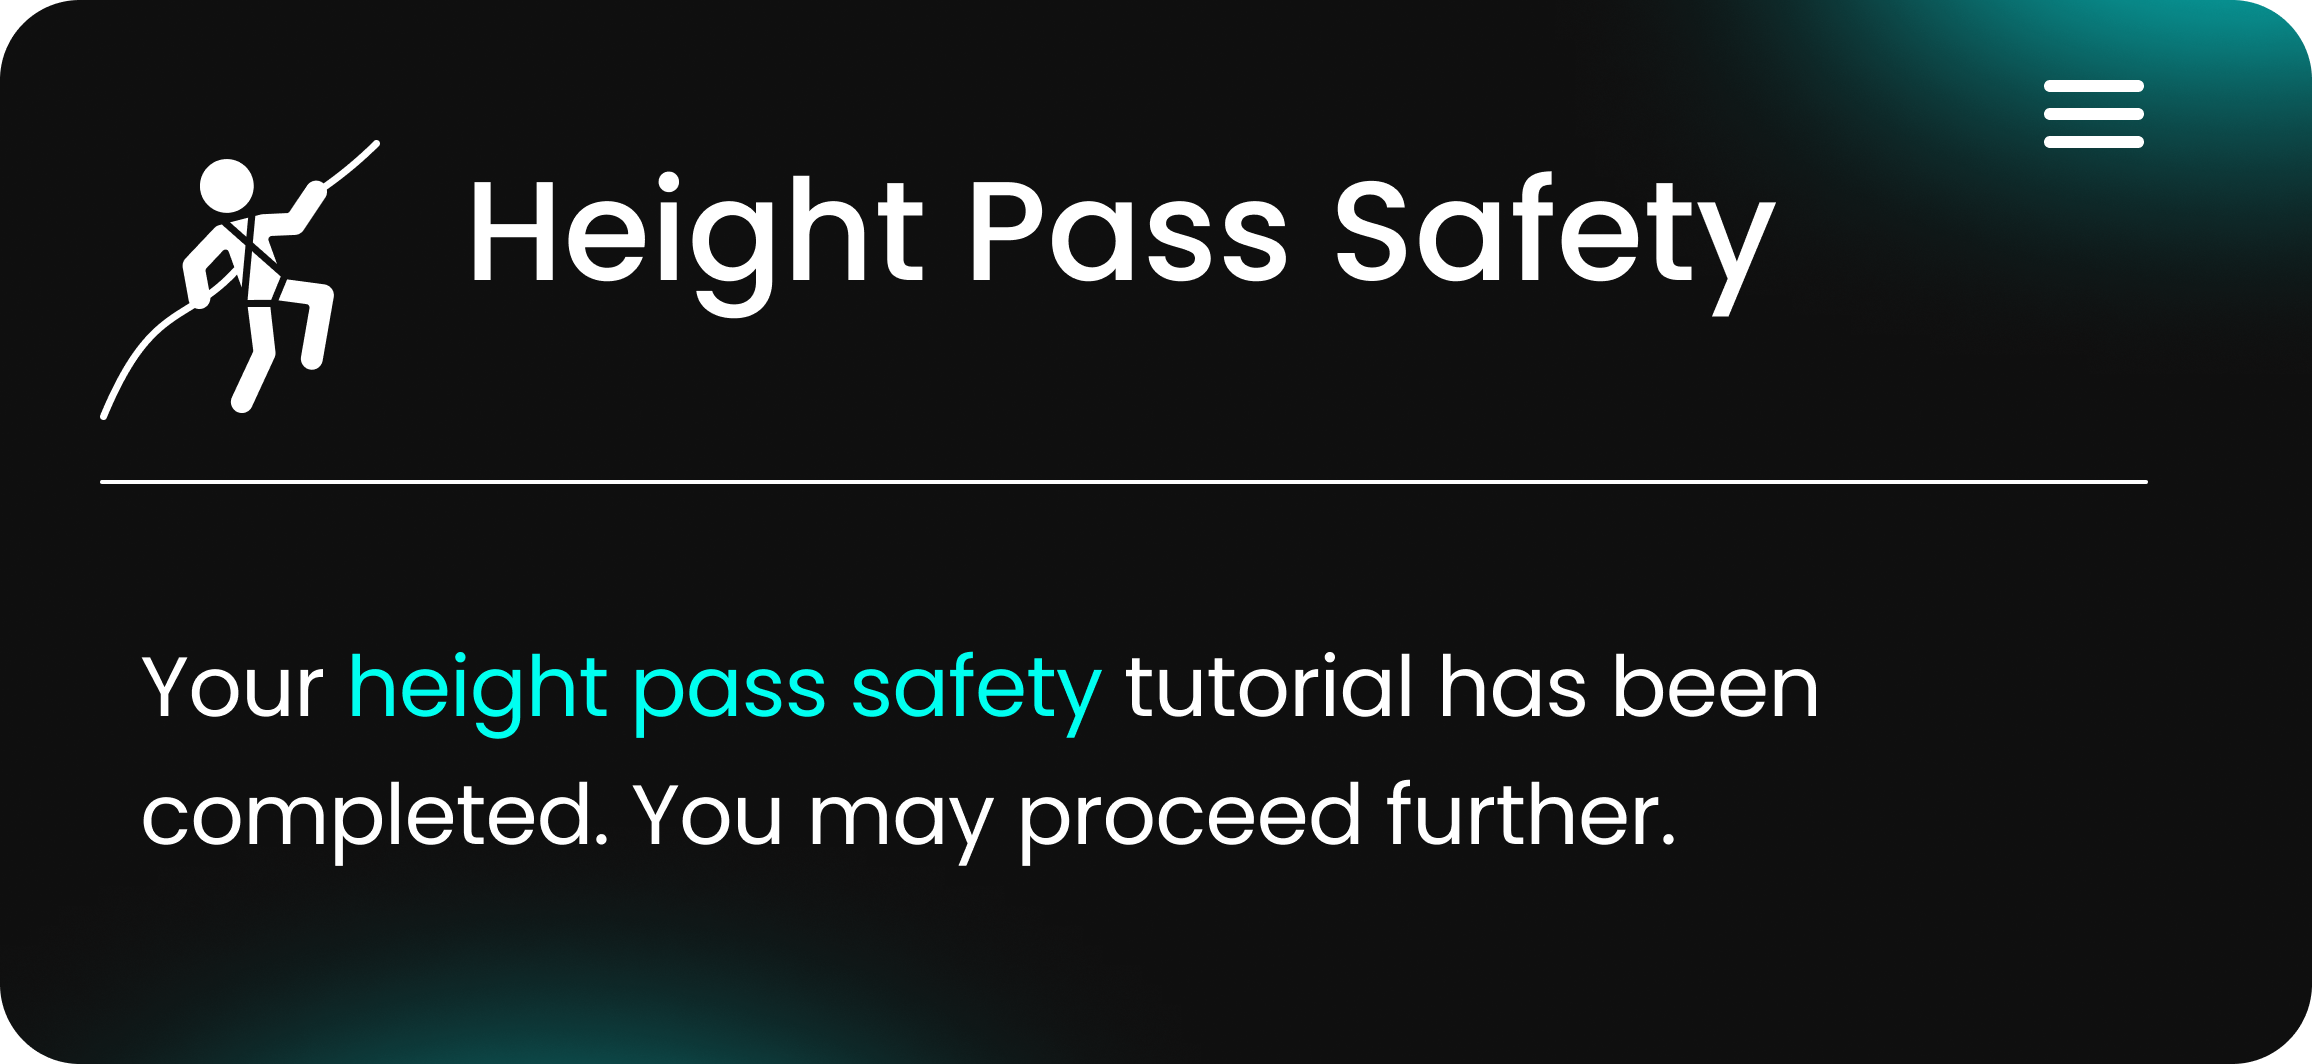 Height Pass Safety
Your height pass safety tutorial has been
completed. You may proceed further.